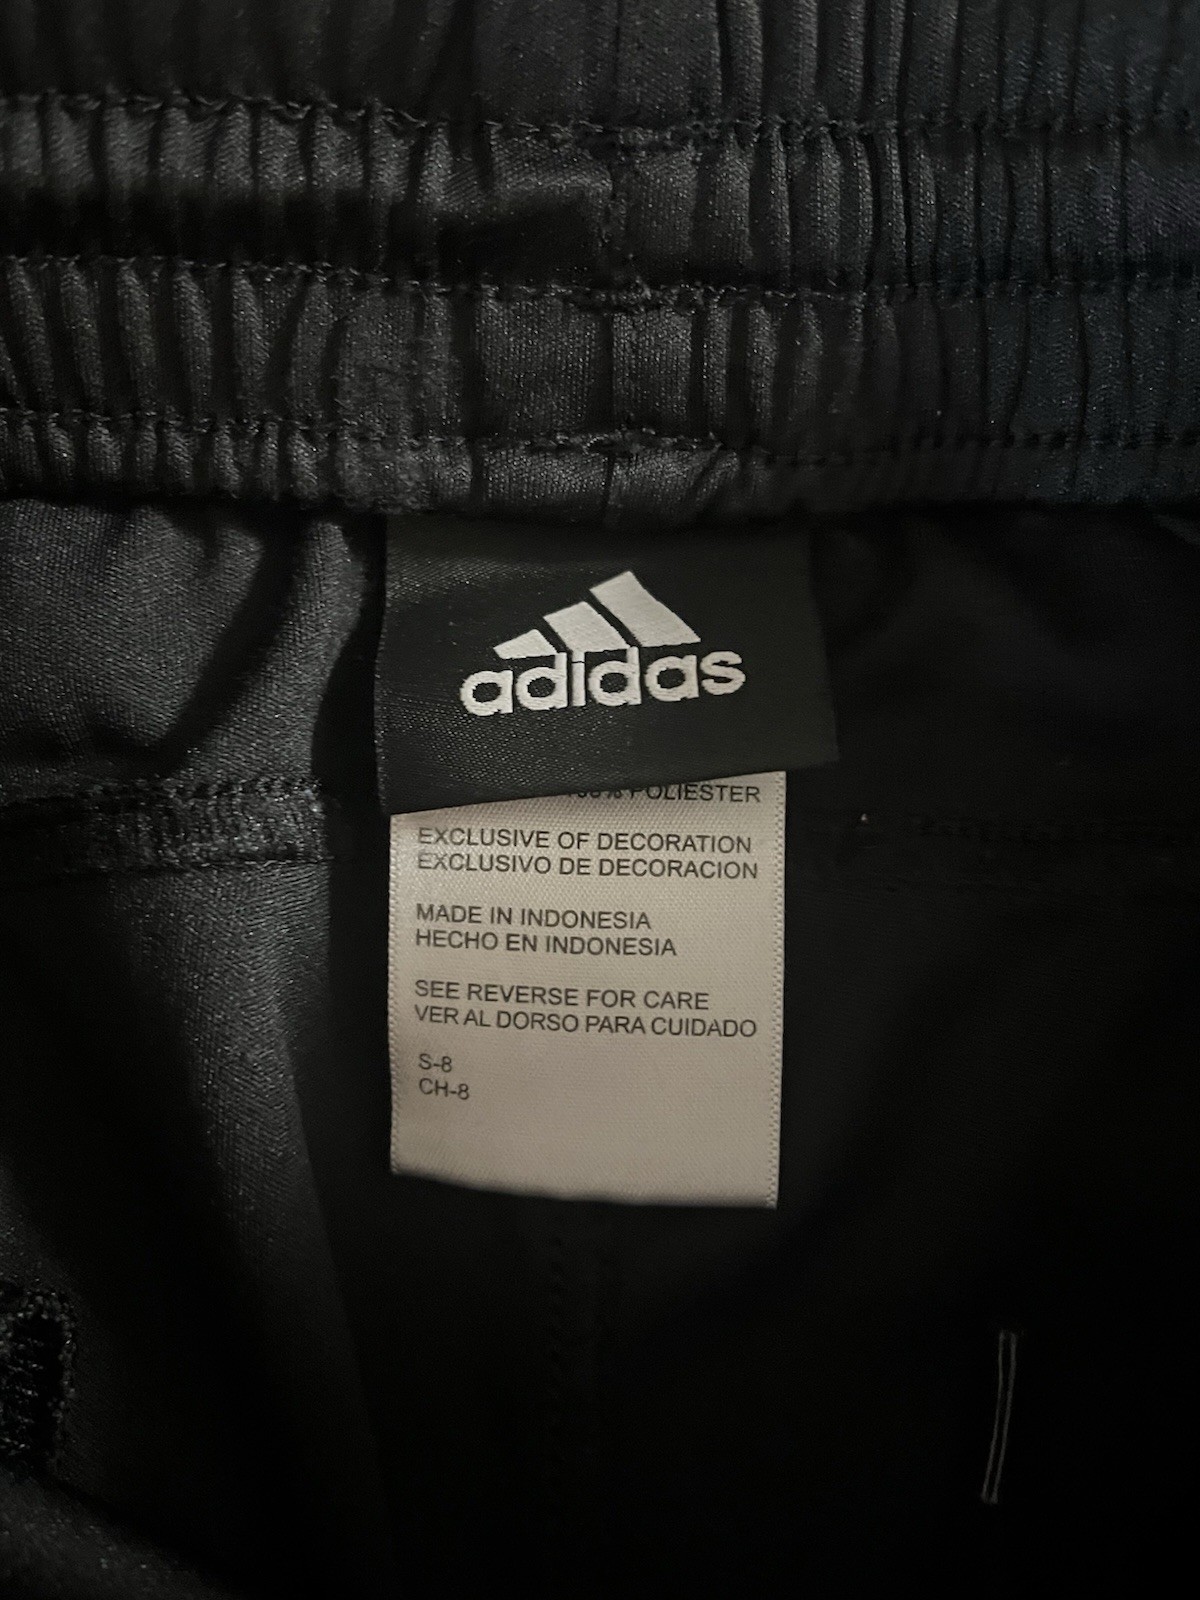 adidas
POLIESTER
EXCLUSIVE OF DECORATION
EXCLUSIVO DE DECORACION
MADE IN INDONESIA
HECHO EN INDONESIA
SEE REVERSE FOR CARE
VER AL DORSO PARA CUIDADO
S-8
CH-8